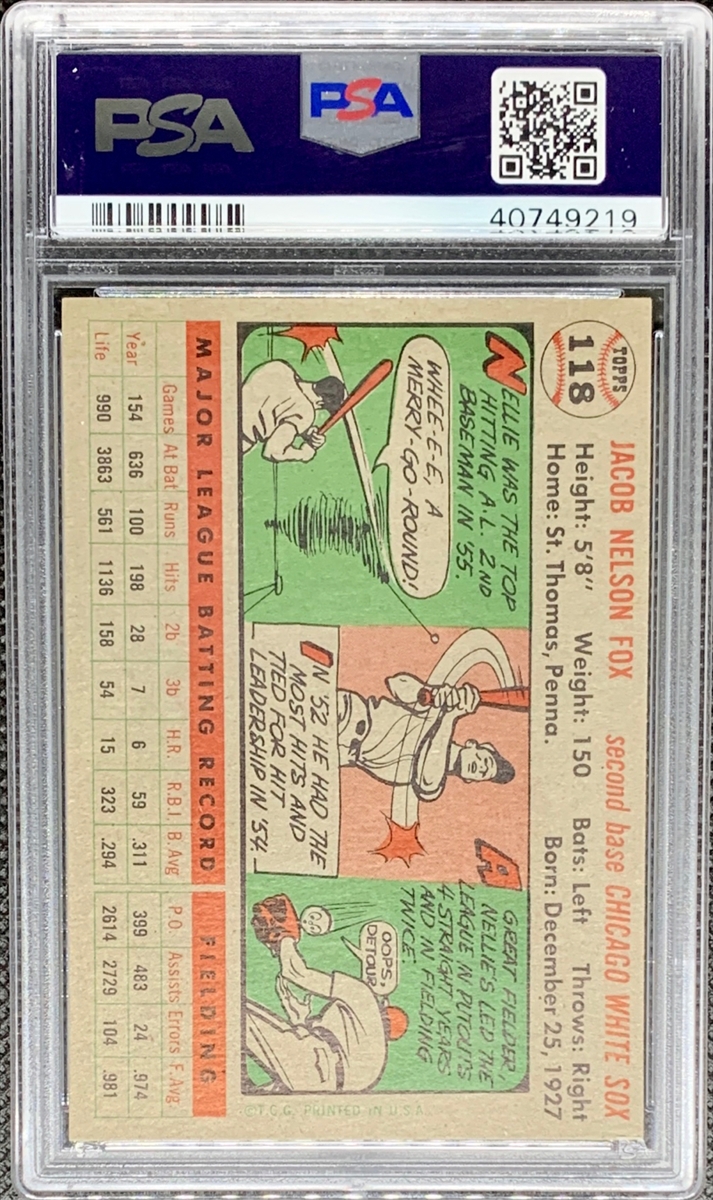 PSA
PSA
40749219
TOPPS
118
JACOB NELSON FOX second base CHICAGO WHITE SOX
Height: 5'8" Weight: 150 Bats: Left Throws: Right
Home: St. Thomas, Penna. Born: December 25, 1927
NELLIE WAS THE TOP
HITTING A.L. 2ND
BASEMAN IN '55.
WHEE-E-E, A
MERRY-GO-ROUND!
IN '52 HE HAD THE
MOST HITS AND
TIED FOR HIT
LEADERSHIP IN '54.
A GREAT FIELDER,
NELLIE'S LED THE
LEAGUE IN PUTOUTS
4 STRAIGHT YEARS
AND IN FIELDING
TWICE.
OOPS,
DETOUR
MAJOR LEAGUE BATTING RECORD FIELDING
Games At Bat Runs Hits 2b 3b H.R. R.B.I. B.Avg. P.O. Assists Errors F.Avg.
Year 154 636 100 198 28 7 6 59 .311 399 483 24 .974
Life 990 3863 561 1136 158 54 15 323 .294 2614 2729 104 .981
©T.C.G. PRINTED IN U.S.A.